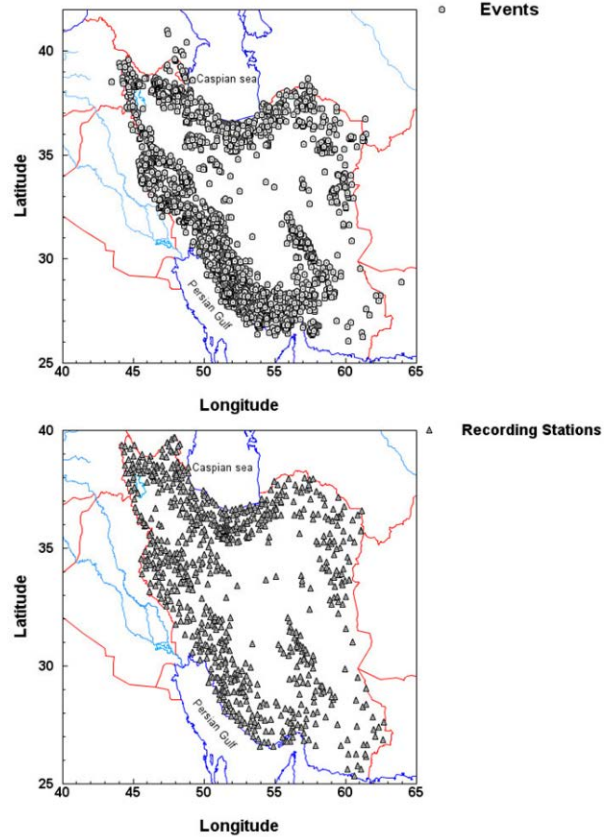 Events
40
Caspian sea
35
Latitude
30
Persian Gulf
25
40 45 50 55 60 65
Longitude
40
Recording Stations
Caspian sea
35
Latitude
30
Persian Gulf
25
40 45 50 55 60 65
Longitude